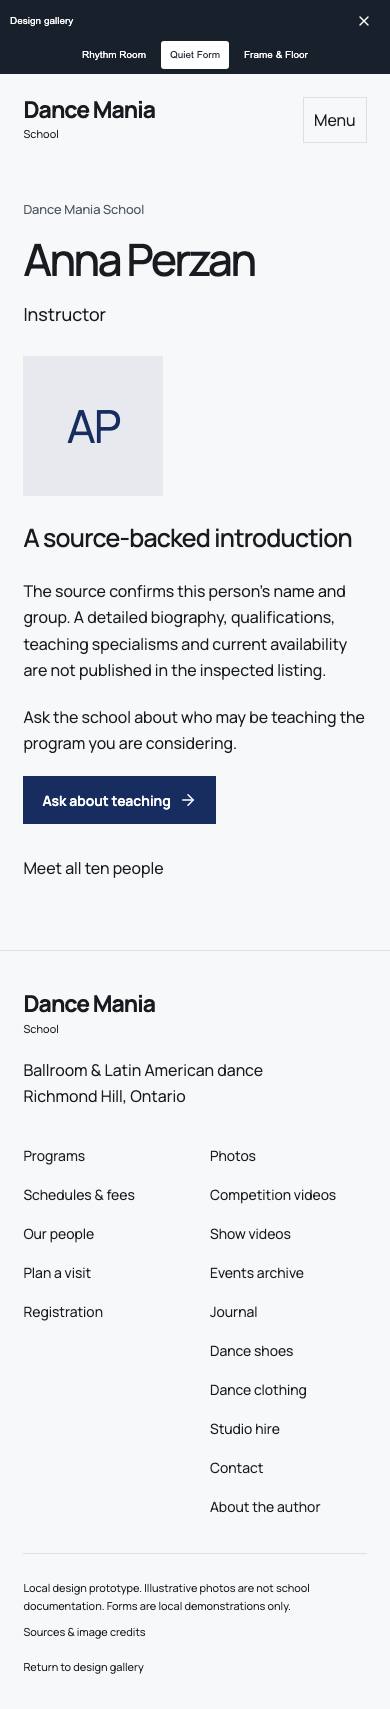 Design gallery
Rhythm Room Quiet Form Frame & Floor
Dance Mania
School
Menu
Dance Mania School
Anna Perzan
Instructor
AP
A source-backed introduction
The source confirms this person's name and
group. A detailed biography, qualifications,
teaching specialisms and current availability
are not published in the inspected listing.
Ask the school about who may be teaching the
program you are considering.
Ask about teaching →
Meet all ten people
Dance Mania
School
Ballroom & Latin American dance
Richmond Hill, Ontario
Programs
Schedules & fees
Our people
Plan a visit
Registration
Photos
Competition videos
Show videos
Events archive
Journal
Dance shoes
Dance clothing
Studio hire
Contact
About the author
Local design prototype. Illustrative photos are not school
documentation. Forms are local demonstrations only.
Sources & image credits
Return to design gallery